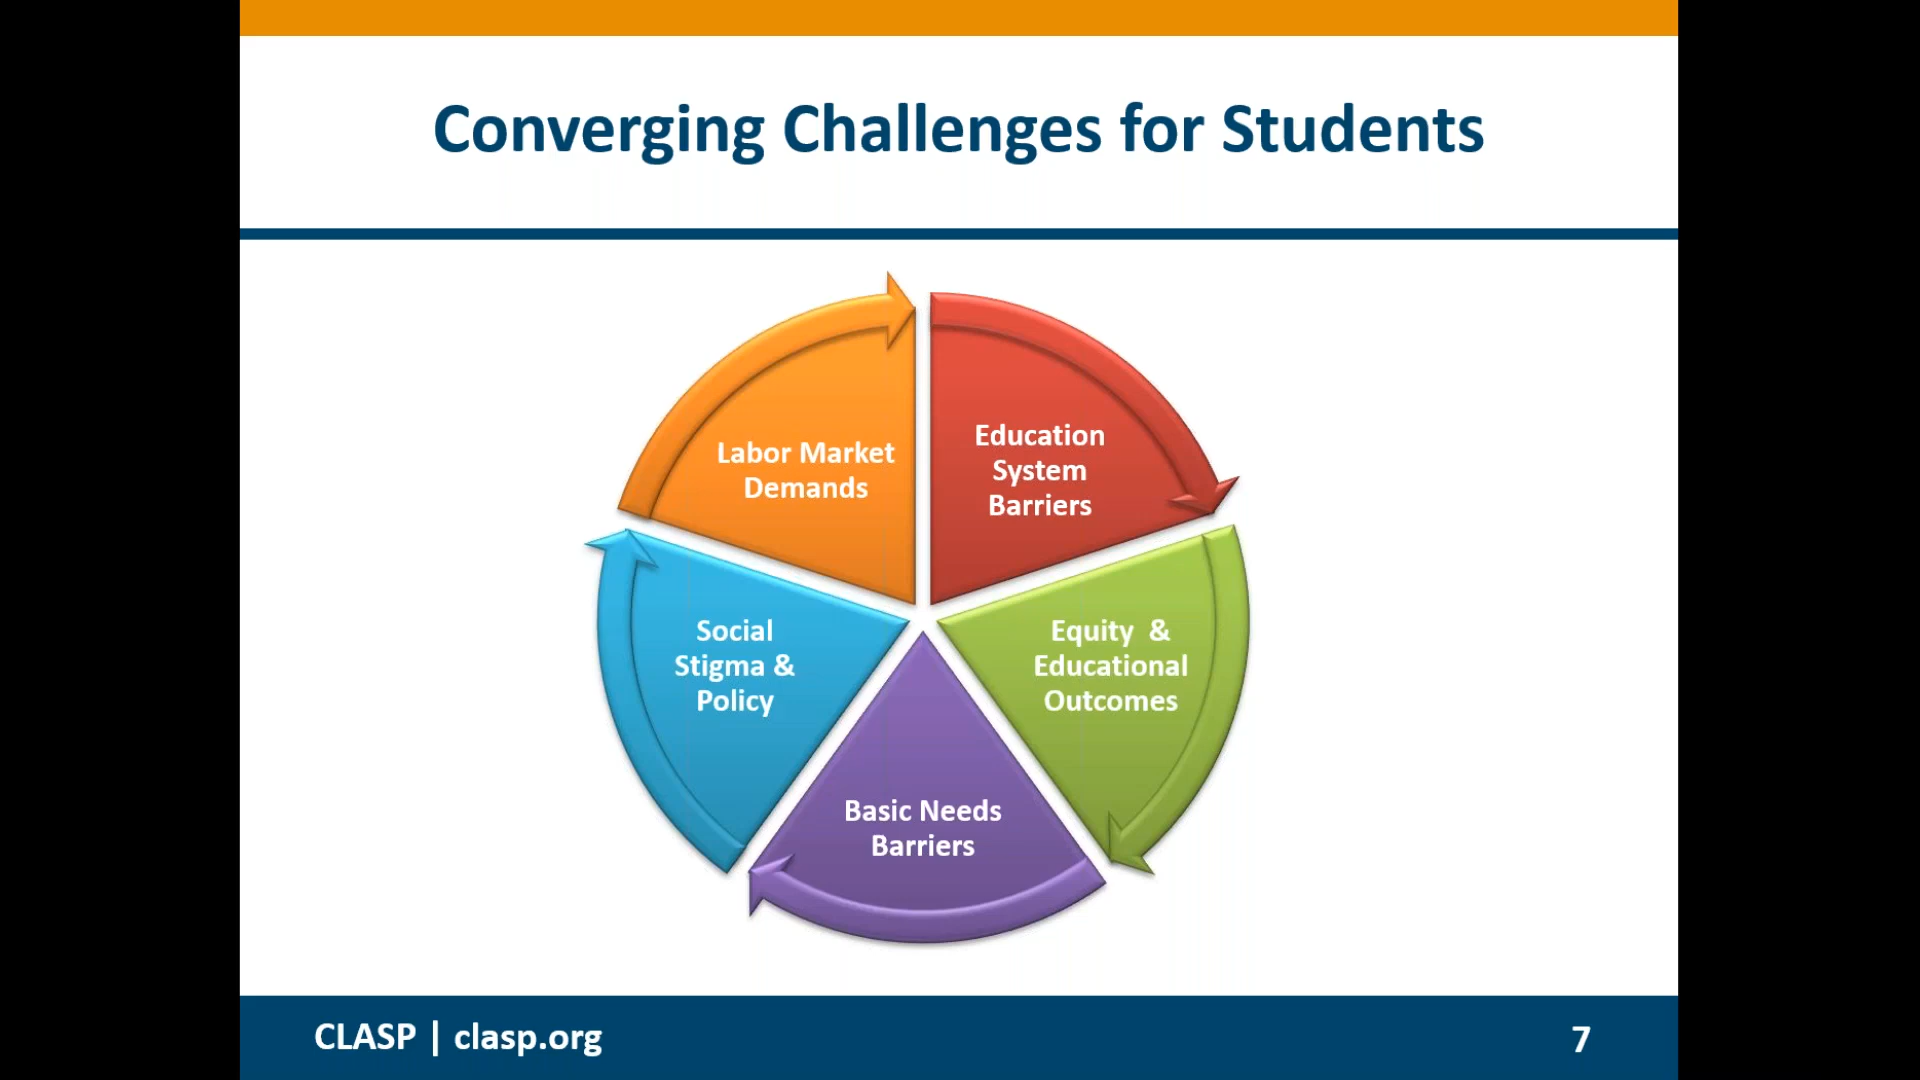 Converging Challenges for Students
Labor Market
Demands
Education
System
Barriers
Social
Stigma &
Policy
Equity &
Educational
Outcomes
Basic Needs
Barriers
CLASP | clasp.org
7